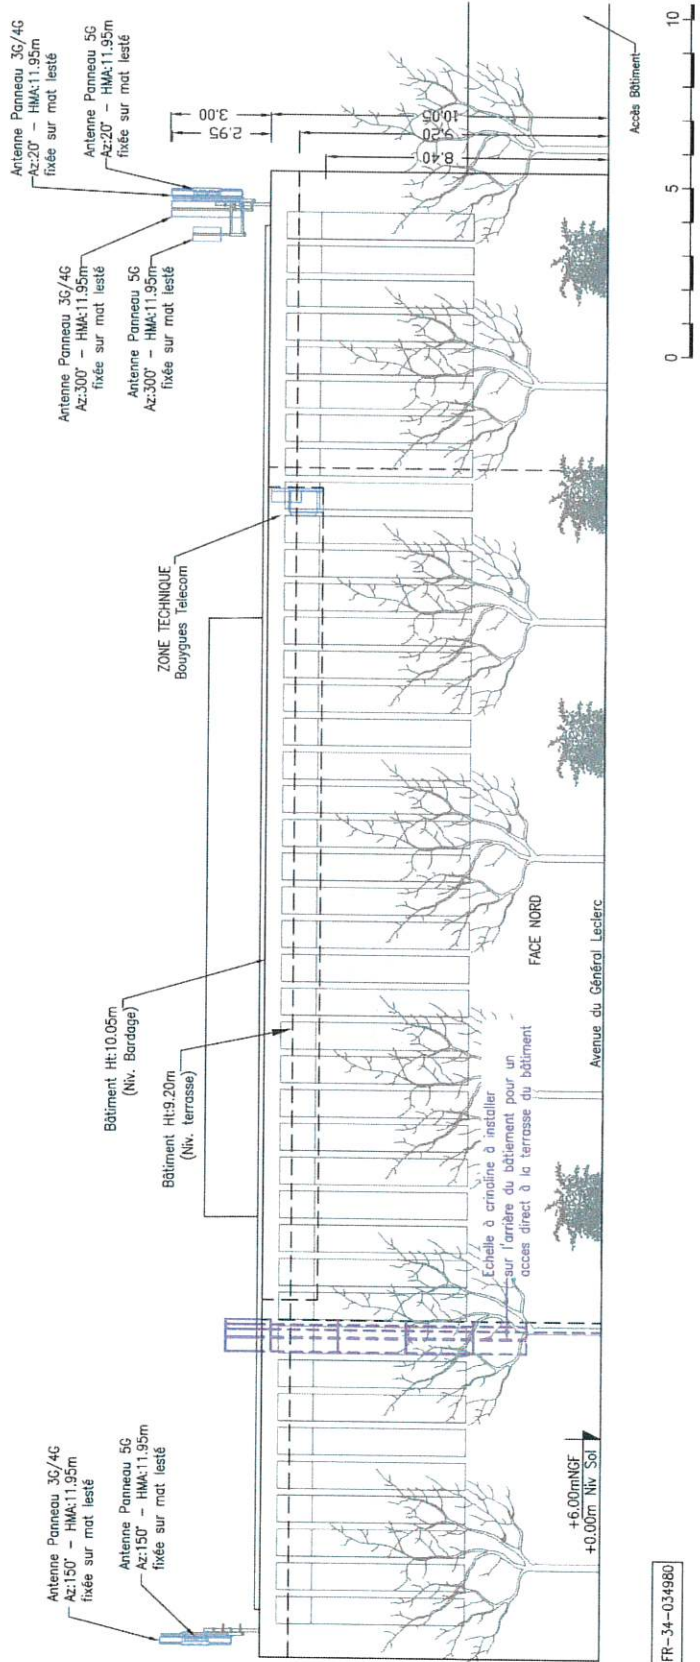 Antenne Panneau 3G/4G
Az:150° - HMA:11.95m
fixée sur mat lesté
Antenne Panneau 5G
Az:150° - HMA:11.95m
fixée sur mat lesté
Bâtiment Ht:10.05m
(Niv. Bardage)
Bâtiment Ht:9.20m
(Niv. terrasse)
ZONE TECHNIQUE
Bouygues Telecom
Antenne Panneau 3G/4G
Az:300° - HMA:11.95m
fixée sur mat lesté
Antenne Panneau 5G
Az:300° - HMA:11.95m
fixée sur mat lesté
Antenne Panneau 3G/4G
Az:20° - HMA:11.95m
fixée sur mat lesté
Antenne Panneau 5G
Az:20° - HMA:11.95m
fixée sur mat lesté
2.95
3.00
8.40
9.20
10.05
Echelle à crinoline à installer
sur l'arrière du bâtiement pour un
acces direct à la terrasse du bâtiment
FACE NORD
+6.00mNGF
+0.00m Niv Sol
Avenue du Général Leclerc
Accès Bâtiment
FR-34-034980
0 1 2 5 10